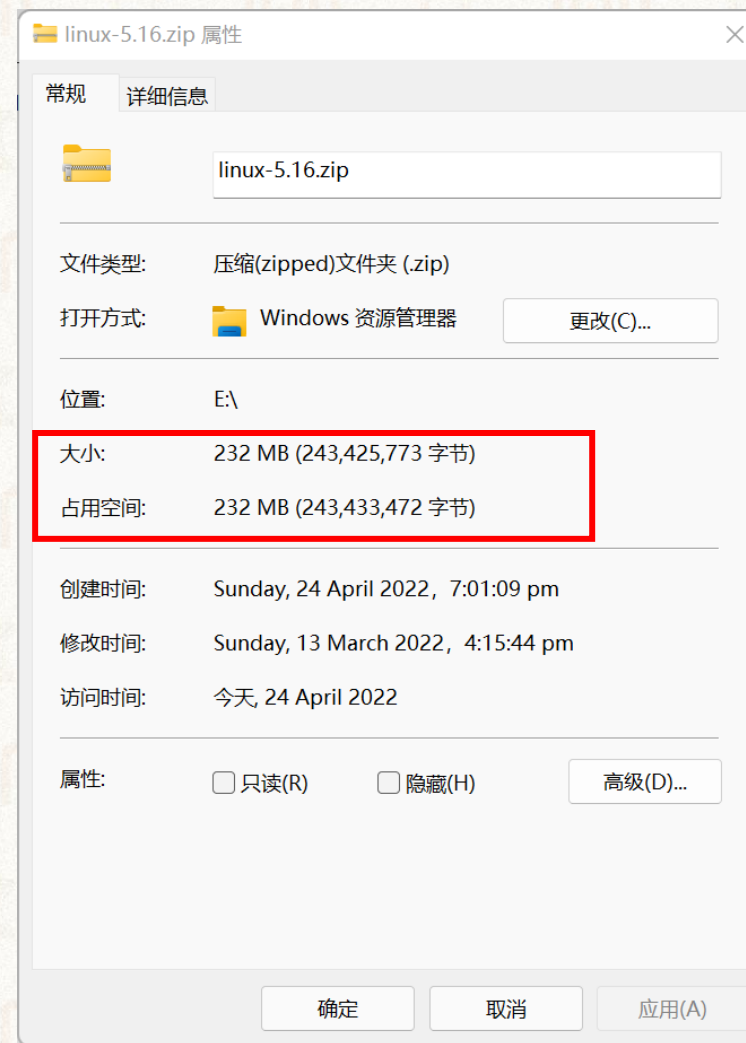 linux-5.16.zip 属性
常规 详细信息
linux-5.16.zip
文件类型: 压缩(zipped)文件夹 (.zip)
打开方式: Windows 资源管理器 更改(C)...
位置: E:\
大小: 232 MB (243,425,773 字节)
占用空间: 232 MB (243,433,472 字节)
创建时间: Sunday, 24 April 2022，7:01:09 pm
修改时间: Sunday, 13 March 2022，4:15:44 pm
访问时间: 今天, 24 April 2022
属性: 只读(R) 隐藏(H) 高级(D)...
确定 取消 应用(A)